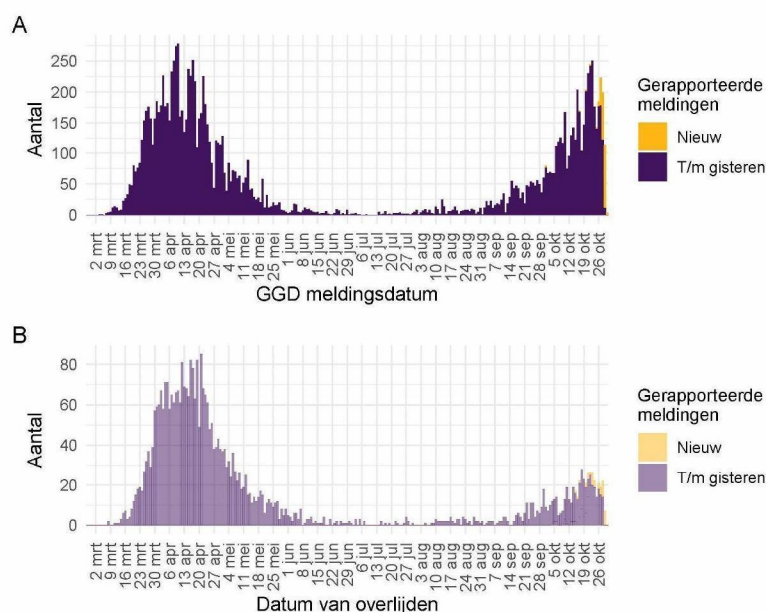 A
Aantal
250
200
150
100
50
0
2 mrt
9 mrt
16 mrt
23 mrt
30 mrt
6 apr
13 apr
20 apr
27 apr
4 mei
11 mei
18 mei
25 mei
1 jun
8 jun
15 jun
22 jun
29 jun
6 jul
13 jul
20 jul
27 jul
3 aug
10 aug
17 aug
24 aug
31 aug
7 sep
14 sep
21 sep
28 sep
5 okt
12 okt
19 okt
26 okt
GGD meldingsdatum
Gerapporteerde
meldingen
Nieuw
T/m gisteren
B
Aantal
80
60
40
20
0
2 mrt
9 mrt
16 mrt
23 mrt
30 mrt
6 apr
13 apr
20 apr
27 apr
4 mei
11 mei
18 mei
25 mei
1 jun
8 jun
15 jun
22 jun
29 jun
6 jul
13 jul
20 jul
27 jul
3 aug
10 aug
17 aug
24 aug
31 aug
7 sep
14 sep
21 sep
28 sep
5 okt
12 okt
19 okt
26 okt
Datum van overlijden
Gerapporteerde
meldingen
Nieuw
T/m gisteren